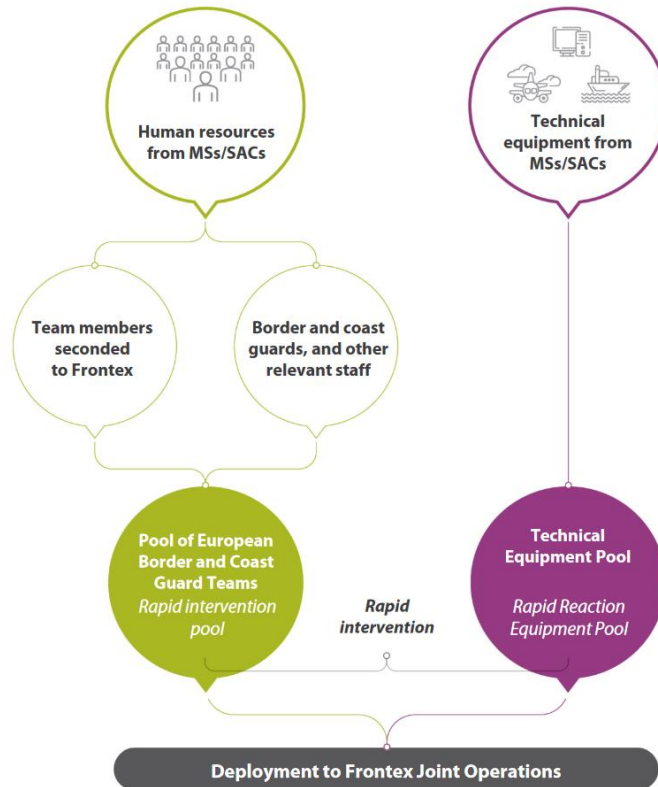 Human resources
from MSs/SACs
Technical
equipment from
MSs/SACs
Team members
seconded
to Frontex
Border and coast
guards, and other
relevant staff
Pool of European
Border and Coast
Guard Teams
Rapid intervention
pool
Rapid
intervention
Technical
Equipment Pool
Rapid Reaction
Equipment Pool
Deployment to Frontex Joint Operations